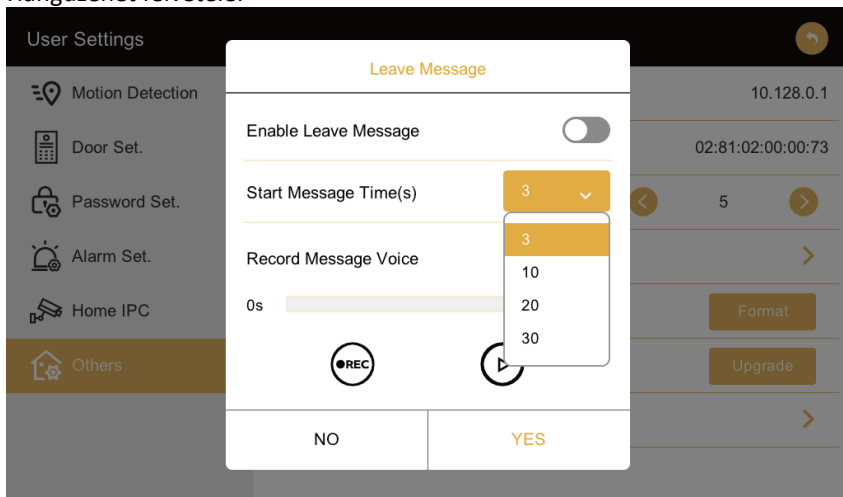 User Settings
Leave Message
Motion Detection
10.128.0.1
Enable Leave Message
Door Set.
02:81:02:00:00:73
Password Set.
Start Message Time(s)
3
5
3
Alarm Set.
Record Message Voice
10
Home IPC
0s
20
Format
30
Others
REC
Upgrade
NO
YES